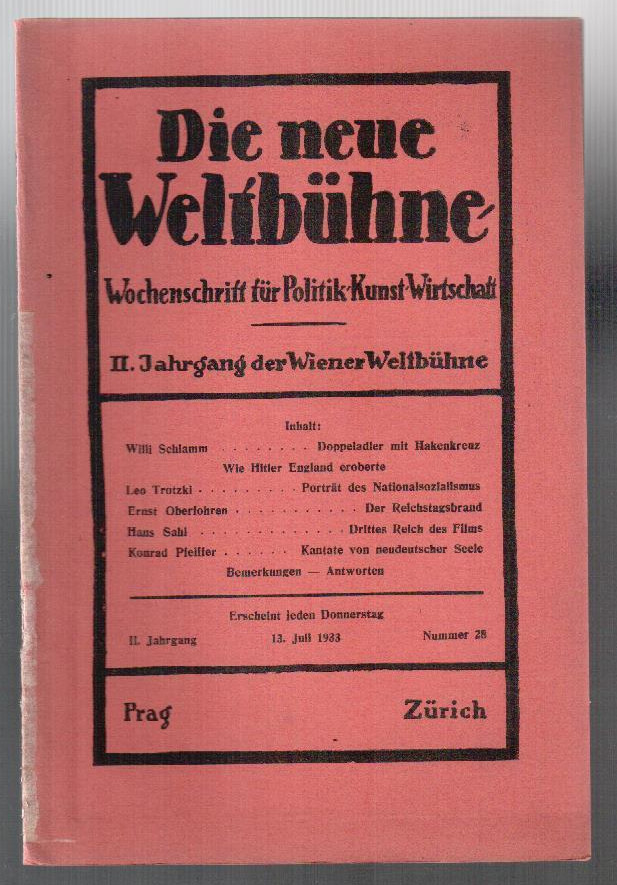 Die neue
Weltbühne
Wochenschrift für Politik·Kunst·Wirtschaft
II. Jahrgang der Wiener Weltbühne
Inhalt:
Willi Schlamm . . . . . . . . Doppeladler mit Hakenkreuz
Wie Hitler England eroberte
Leo Trotzki . . . . . . . . . Porträt des Nationalsozialismus
Ernst Oberfohren . . . . . . . . . . . Der Reichstagsbrand
Hans Sahl . . . . . . . . . . . . . Drittes Reich des Films
Konrad Pfeiffer . . . . . . Kantate von neudeutscher Seele
Bemerkungen — Antworten
Erscheint jeden Donnerstag
II. Jahrgang 13. Juli 1933 Nummer 28
Prag Zürich